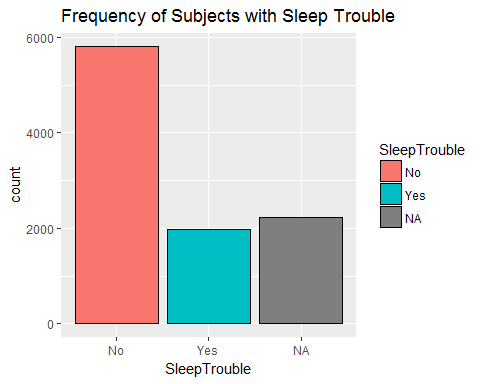 Frequency of Subjects with Sleep Trouble
6000
4000
2000
0
count
No
Yes
NA
SleepTrouble
SleepTrouble
No
Yes
NA